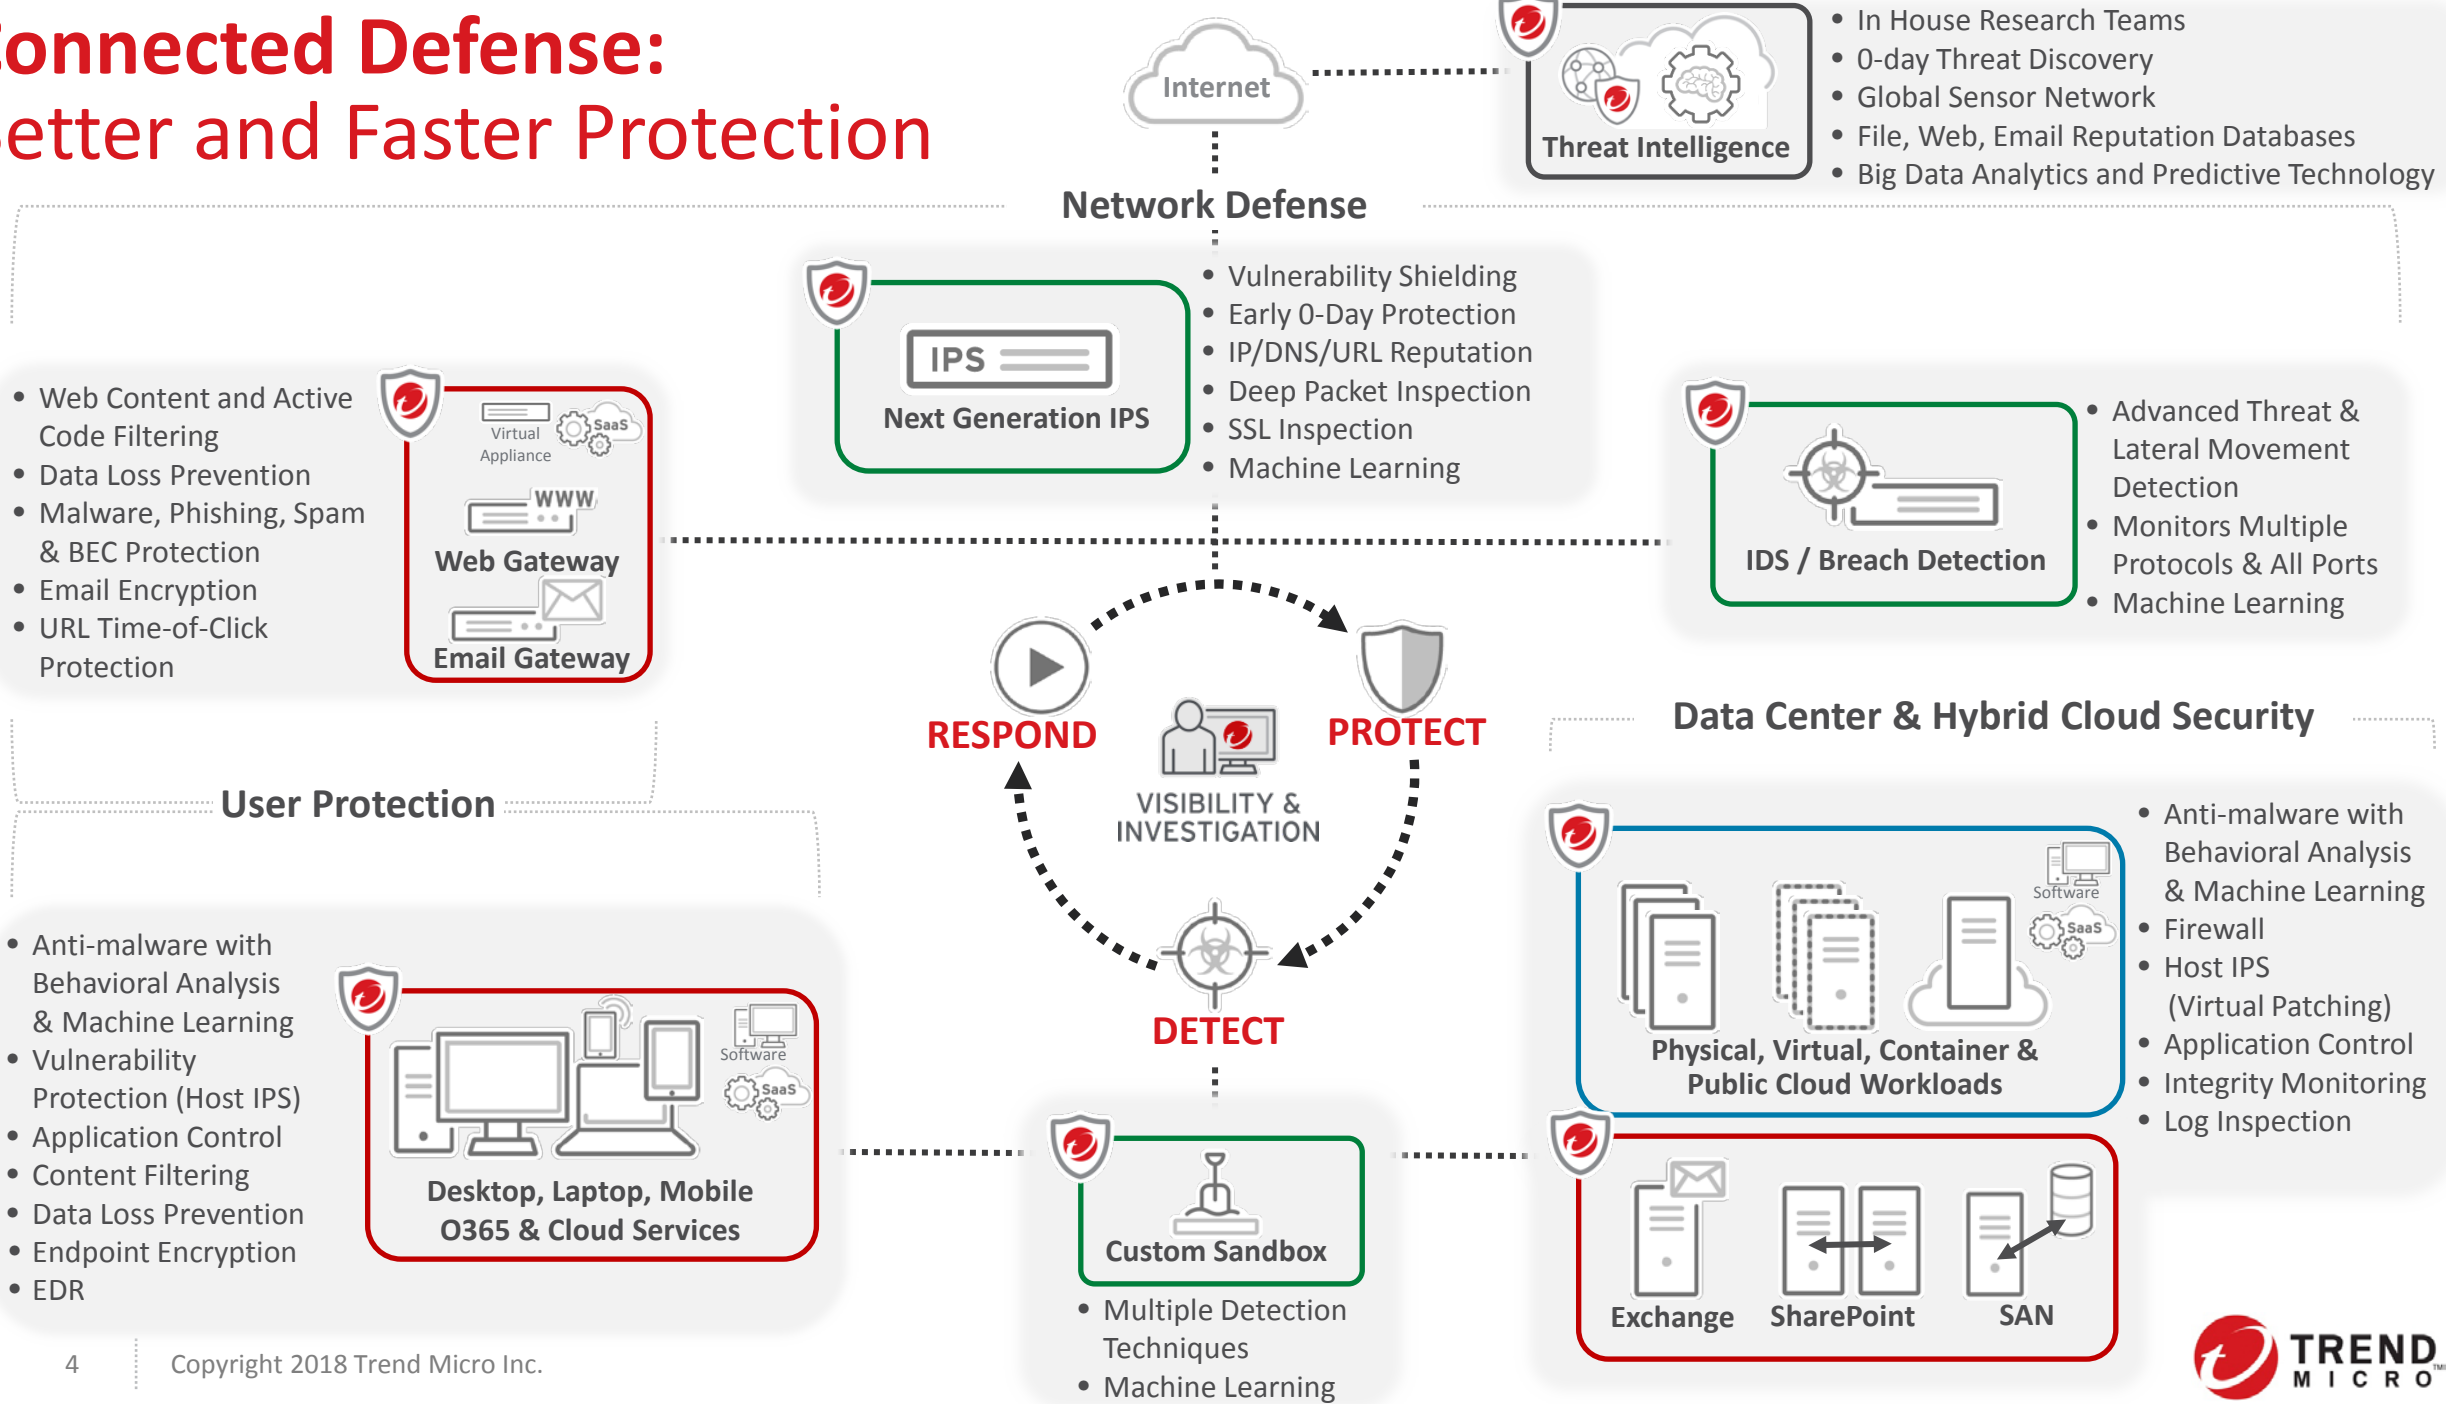 onnected Defense:
etter and Faster Protection
Internet
Threat Intelligence
• In House Research Teams
• 0-day Threat Discovery
• Global Sensor Network
• File, Web, Email Reputation Databases
• Big Data Analytics and Predictive Technology
Network Defense
IPS
Next Generation IPS
• Vulnerability Shielding
• Early 0-Day Protection
• IP/DNS/URL Reputation
• Deep Packet Inspection
• SSL Inspection
• Machine Learning
• Web Content and Active
Code Filtering
• Data Loss Prevention
• Malware, Phishing, Spam
& BEC Protection
• Email Encryption
• URL Time-of-Click
Protection
Virtual
Appliance
SaaS
WWW
Web Gateway
Email Gateway
IDS / Breach Detection
• Advanced Threat &
Lateral Movement
Detection
• Monitors Multiple
Protocols & All Ports
• Machine Learning
RESPOND
PROTECT
VISIBILITY &
INVESTIGATION
DETECT
User Protection
• Anti-malware with
Behavioral Analysis
& Machine Learning
• Vulnerability
Protection (Host IPS)
• Application Control
• Content Filtering
• Data Loss Prevention
• Endpoint Encryption
• EDR
Software
SaaS
Desktop, Laptop, Mobile
O365 & Cloud Services
Custom Sandbox
• Multiple Detection
Techniques
• Machine Learning
Data Center & Hybrid Cloud Security
Software
SaaS
Physical, Virtual, Container &
Public Cloud Workloads
• Anti-malware with
Behavioral Analysis
& Machine Learning
• Firewall
• Host IPS
(Virtual Patching)
• Application Control
• Integrity Monitoring
• Log Inspection
Exchange
SharePoint
SAN
4
Copyright 2018 Trend Micro Inc.
TREND
MICRO™